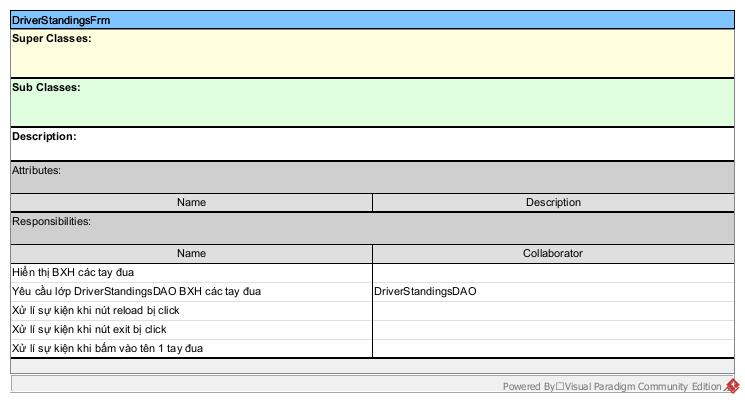 DriverStandingsFrm
Super Classes:
Sub Classes:
Description:
Attributes:
Name Description
Responsibilities:
Name Collaborator
Hiển thị BXH các tay đua
Yêu cầu lớp DriverStandingsDAO BXH các tay đua DriverStandingsDAO
Xử lí sự kiện khi nút reload bị click
Xử lí sự kiện khi nút exit bị click
Xử lí sự kiện khi bấm vào tên 1 tay đua
Powered By□Visual Paradigm Community Edition